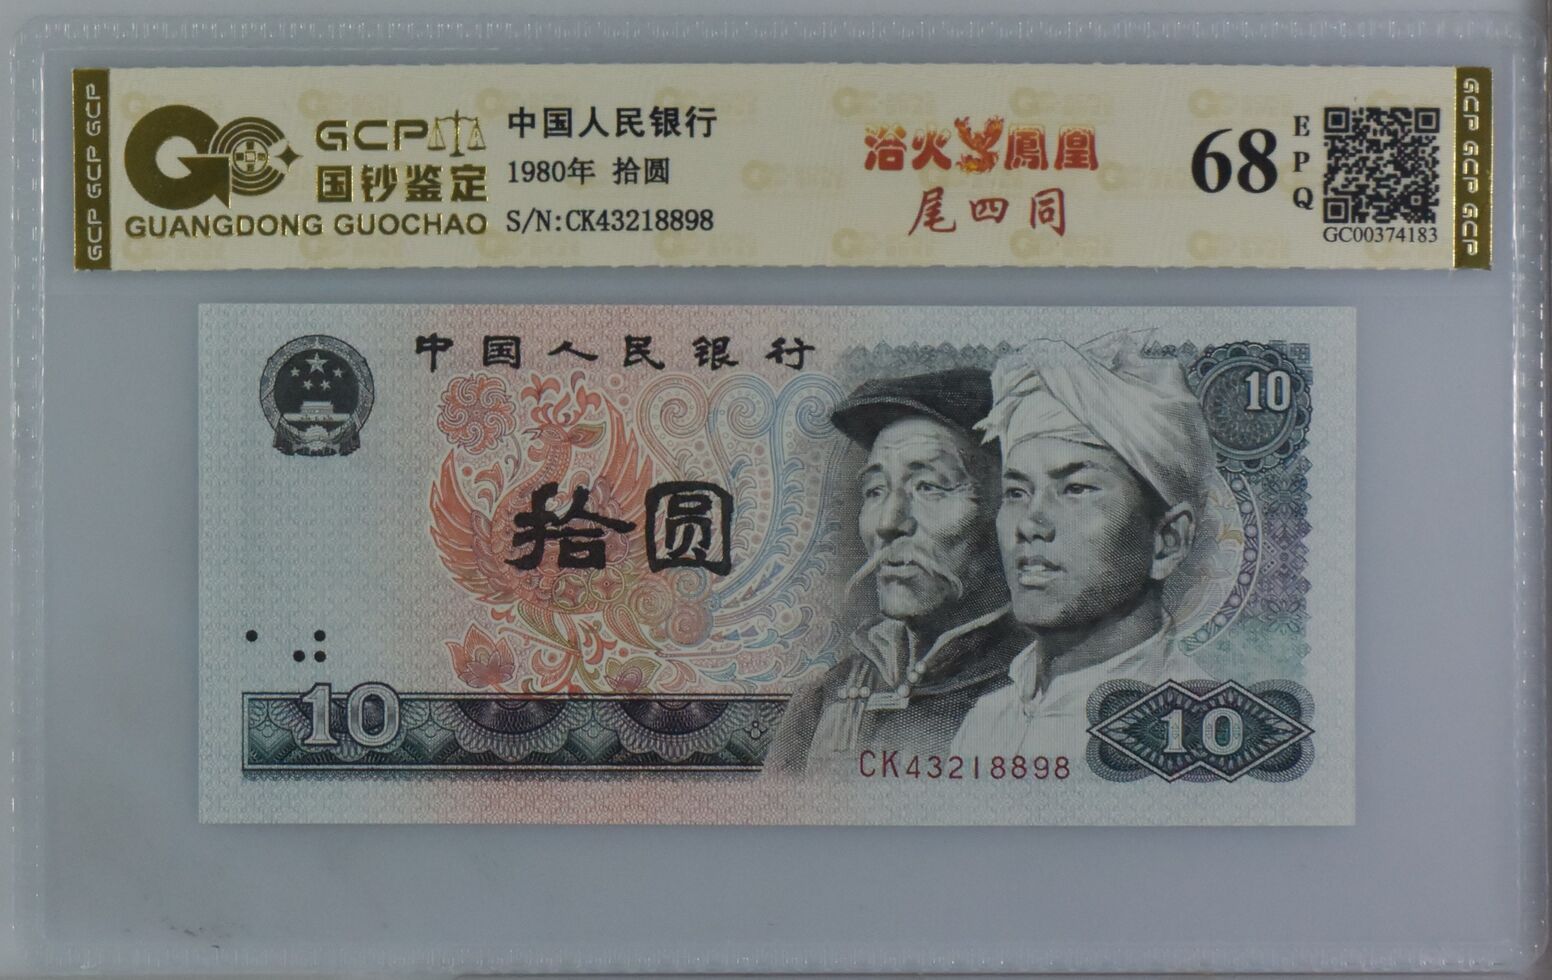 GCP GCP GCP
GCP
国钞鉴定
GUANGDONG GUOCHAO
中国人民银行
1980年 拾圆
S/N:CK43218898
浴火鳳凰
尾四同
68
EPQ
GC00374183
GCP GCP GCP
中国人民银行
10
拾圆
10
10
CK43218898